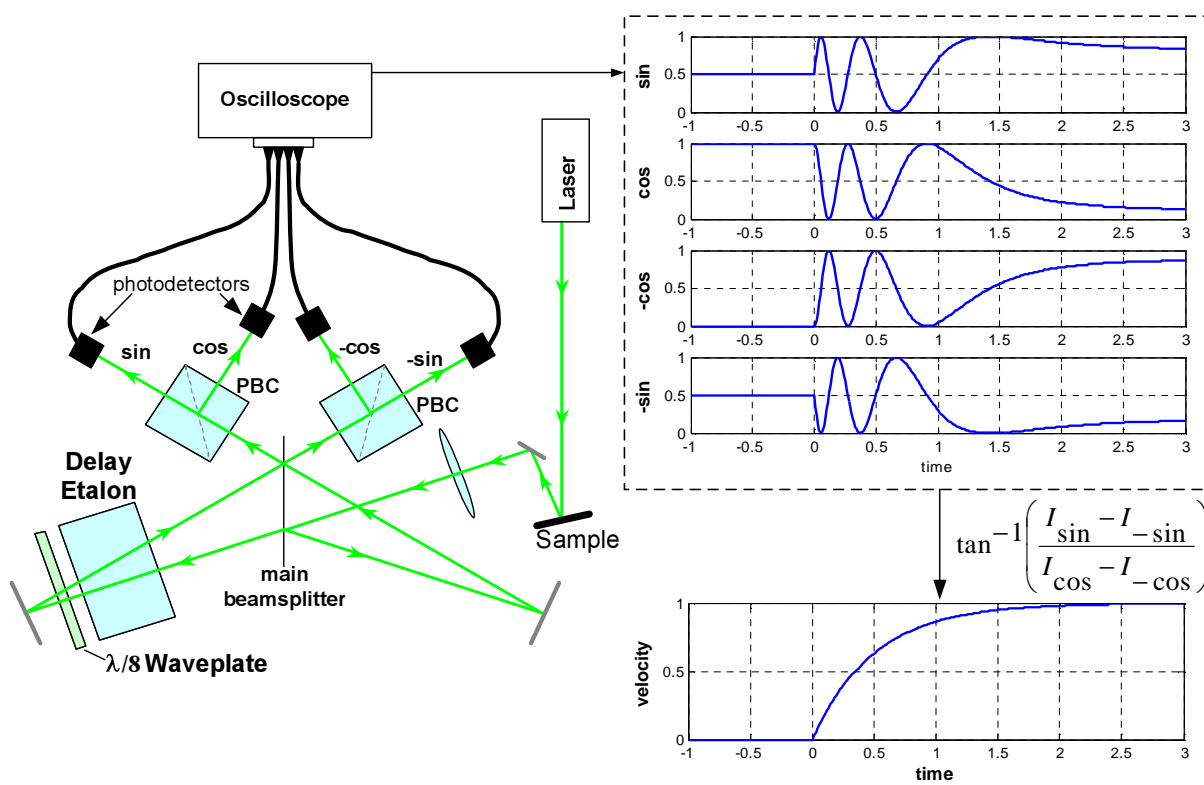 Oscilloscope
Laser
photodetectors
sin
cos
-cos
-sin
PBC
PBC
Delay
Etalon
Sample
main
beamsplitter
λ/8 Waveplate
sin
1
0.5
0
-1 -0.5 0 0.5 1 1.5 2 2.5 3
cos
1
0.5
0
-1 -0.5 0 0.5 1 1.5 2 2.5 3
-cos
1
0.5
0
-1 -0.5 0 0.5 1 1.5 2 2.5 3
-sin
1
0.5
0
-1 -0.5 0 0.5 1 1.5 2 2.5 3
time
tan⁻¹((I_sin − I_−sin)/(I_cos − I_−cos))
velocity
1
0.5
0
-1 -0.5 0 0.5 1 1.5 2 2.5 3
time